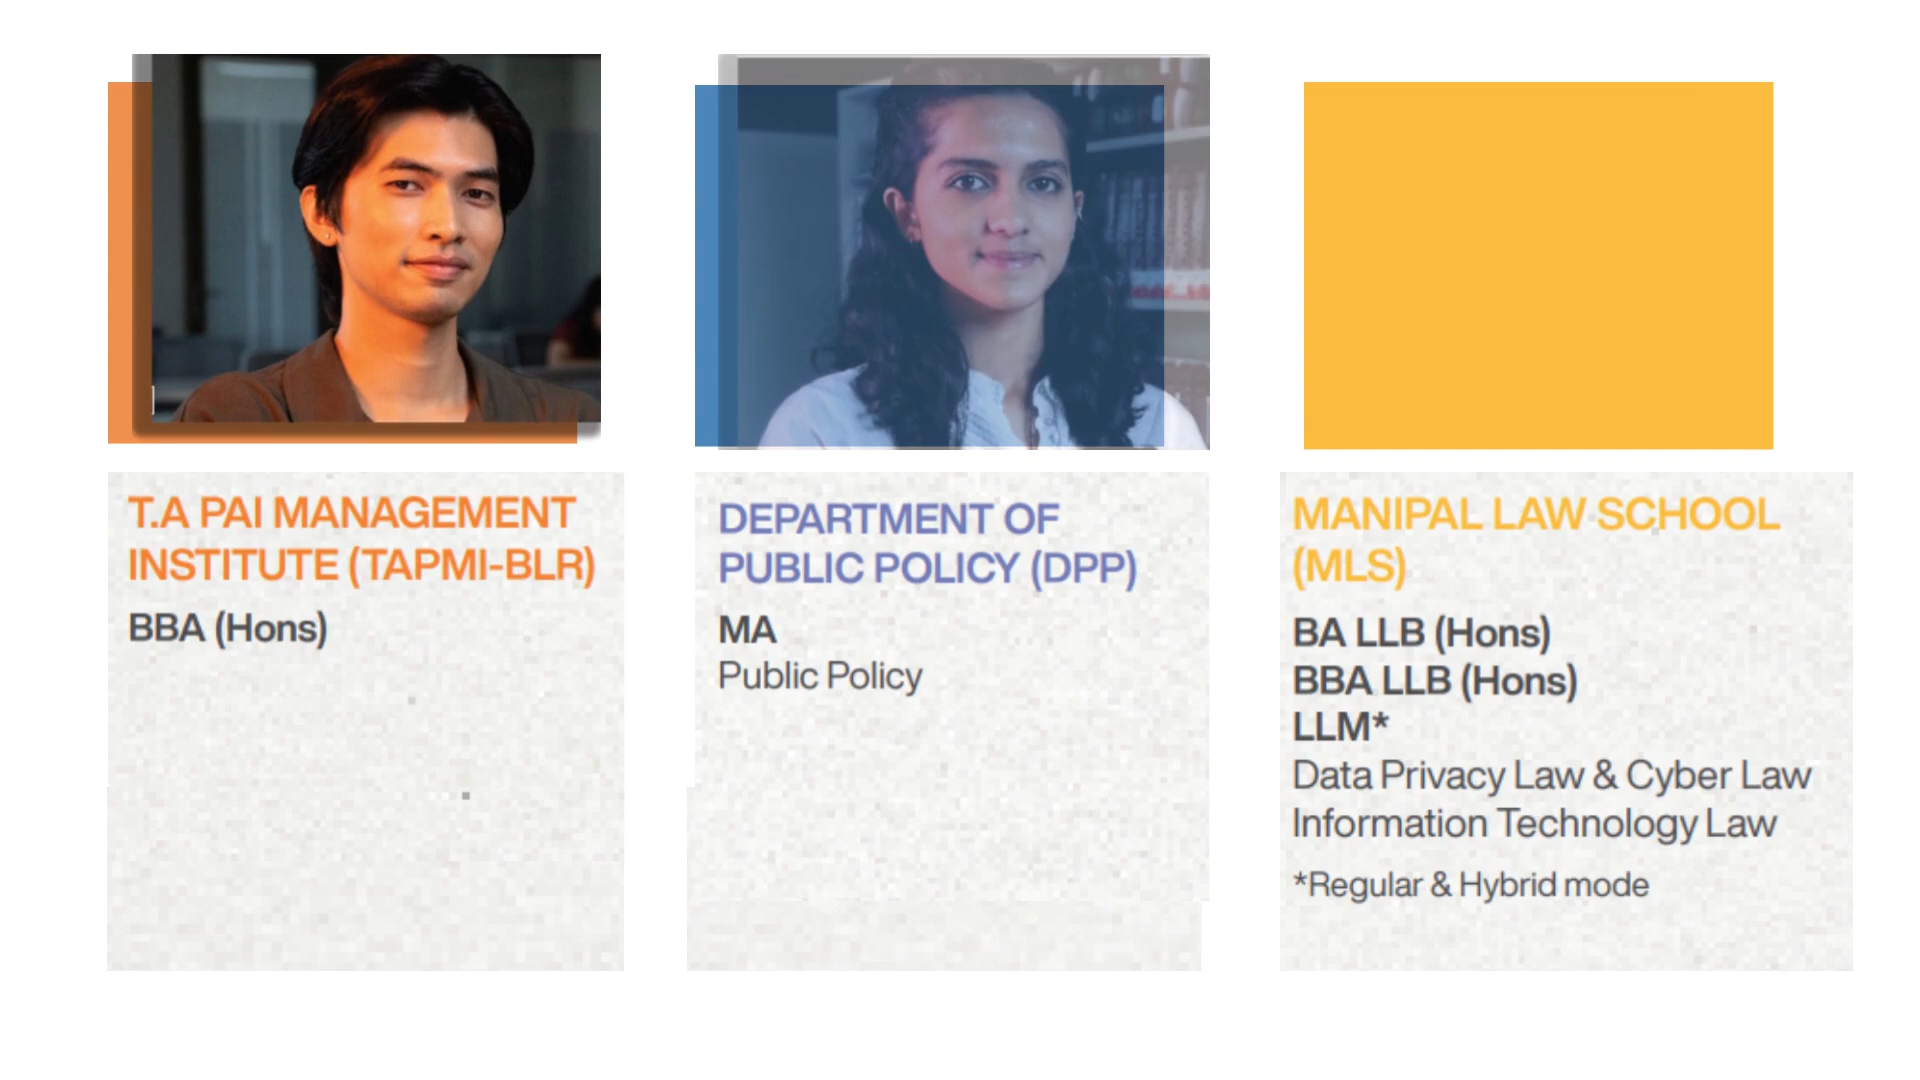 T.A PAI MANAGEMENT
INSTITUTE (TAPMI-BLR)
BBA (Hons)
DEPARTMENT OF
PUBLIC POLICY (DPP)
MA
Public Policy
MANIPAL LAW SCHOOL
(MLS)
BA LLB (Hons)
BBA LLB (Hons)
LLM*
Data Privacy Law & Cyber Law
Information Technology Law
*Regular & Hybrid mode